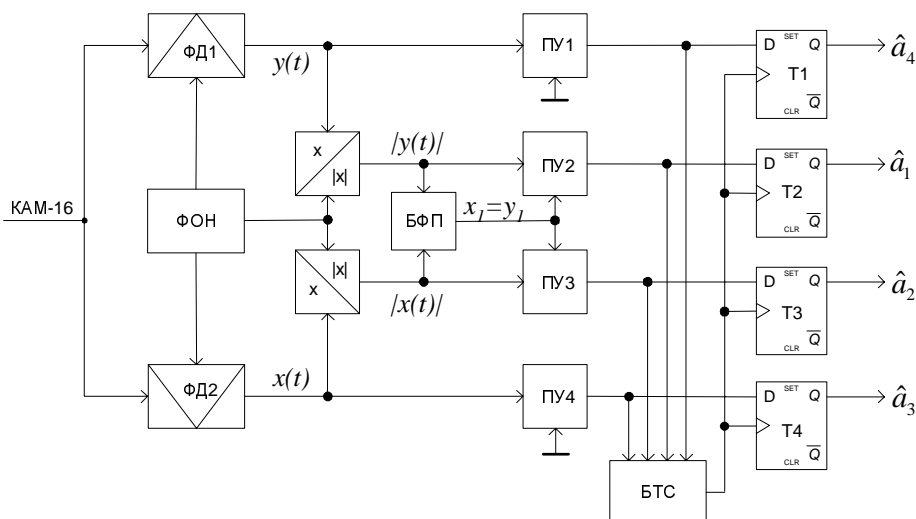 ФД1
y(t)
ПУ1
D SET Q
T1
CLR Q̅
â₄
x
|x|
|y(t)|
ПУ2
D SET Q
T2
CLR Q̅
â₁
КАМ-16
ФОН
БФП
x₁=y₁
|x|
x
|x(t)|
ПУ3
D SET Q
T3
CLR Q̅
â₂
ФД2
x(t)
ПУ4
D SET Q
T4
CLR Q̅
â₃
БТС